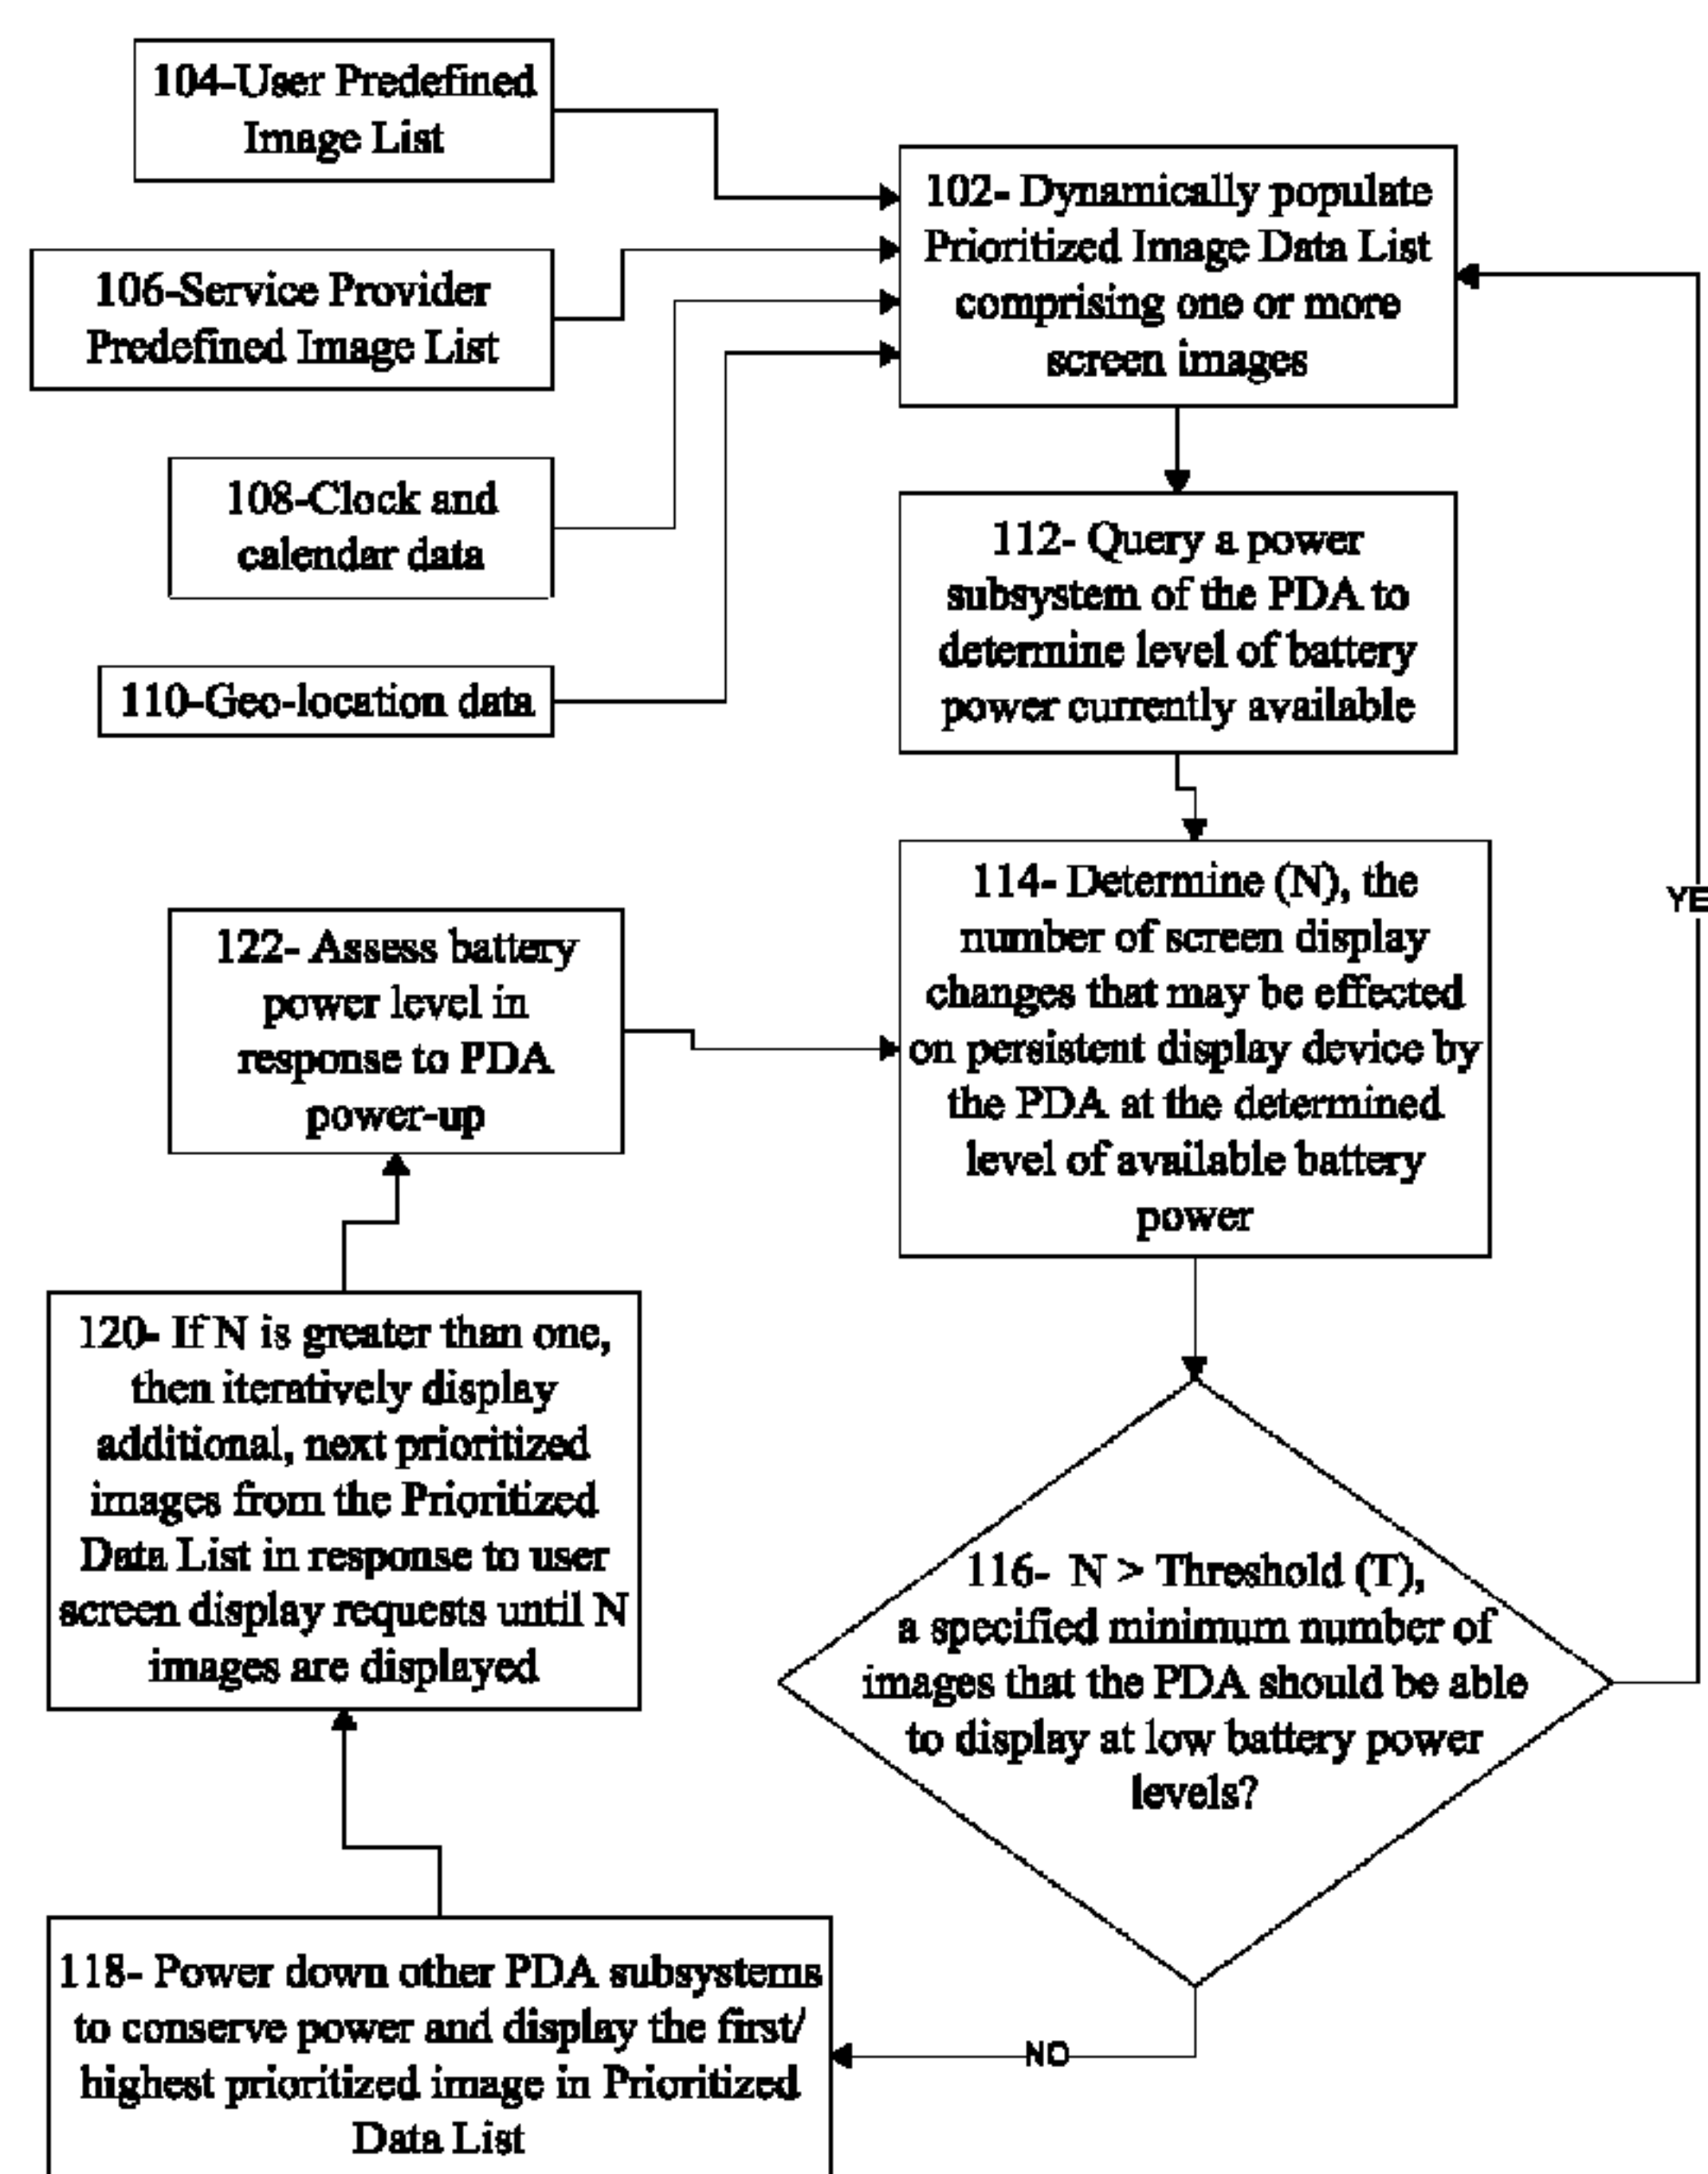 104-User Predefined
Image List
102- Dynamically populate
Prioritized Image Data List
comprising one or more
screen images
106-Service Provider
Predefined Image List
108-Clock and
calendar data
110-Geo-location data
112- Query a power
subsystem of the PDA to
determine level of battery
power currently available
114- Determine (N), the
number of screen display
changes that may be effected
on persistent display device by
the PDA at the determined
level of available battery
power
YE
122- Assess battery
power level in
response to PDA
power-up
120- If N is greater than one,
then iteratively display
additional, next prioritized
images from the Prioritized
Data List in response to user
screen display requests until N
images are displayed
116- N > Threshold (T),
a specified minimum number of
images that the PDA should be able
to display at low battery power
levels?
NO
118- Power down other PDA subsystems
to conserve power and display the first/
highest prioritized image in Prioritized
Data List